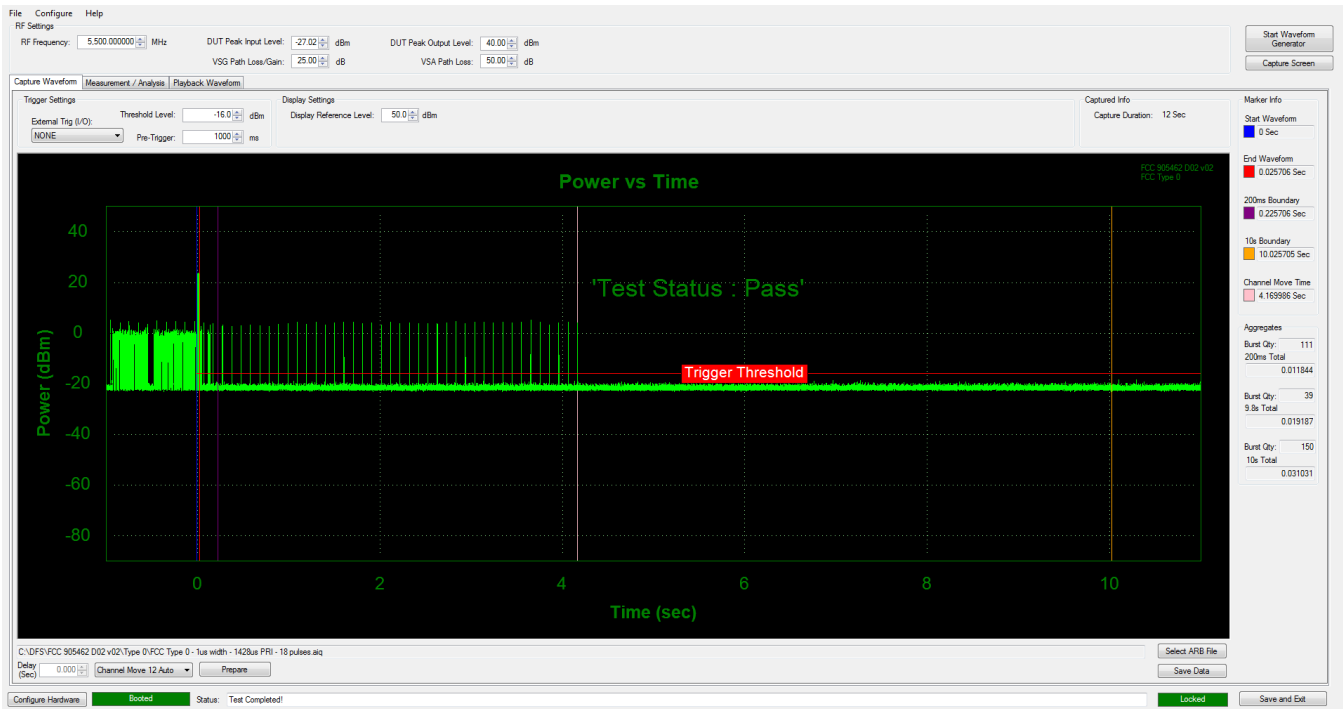 File Configure Help
RF Settings
RF Frequency: 5,500.000000 MHz DUT Peak Input Level: -27.02 dBm DUT Peak Output Level: 40.00 dBm
VSG Path Loss/Gain: 25.00 dB VSA Path Loss: 50.00 dB
Start Waveform
Generator
Capture Screen
Capture Waveform Measurement / Analysis Playback Waveform
Trigger Settings
External Trig (I/O): Threshold Level: -16.0 dBm
NONE Pre-Trigger: 1000 ms
Display Settings
Display Reference Level: 50.0 dBm
Captured Info
Capture Duration: 12 Sec
Power vs Time
FCC 905462 D02 v02
FCC Type 0
'Test Status : Pass'
Trigger Threshold
Power (dBm)
40
20
0
-20
-40
-60
-80
0 2 4 6 8 10
Time (sec)
Marker Info
Start Waveform
0 Sec
End Waveform
0.025706 Sec
200ms Boundary
0.225706 Sec
10s Boundary
10.025705 Sec
Channel Move Time
4.169986 Sec
Aggregates
Burst Qty: 111
200ms Total
0.011844
Burst Qty: 39
9.8s Total
0.019187
Burst Qty: 150
10s Total
0.031031
C:\DFS\FCC 905462 D02 v02\Type 0\FCC Type 0 - 1us width - 1428us PRI - 18 pulses.aiq
Select ARB File
Delay
(Sec) 0.000 Channel Move 12 Auto Prepare
Save Data
Configure Hardware Booted Status: Test Completed! Locked Save and Exit